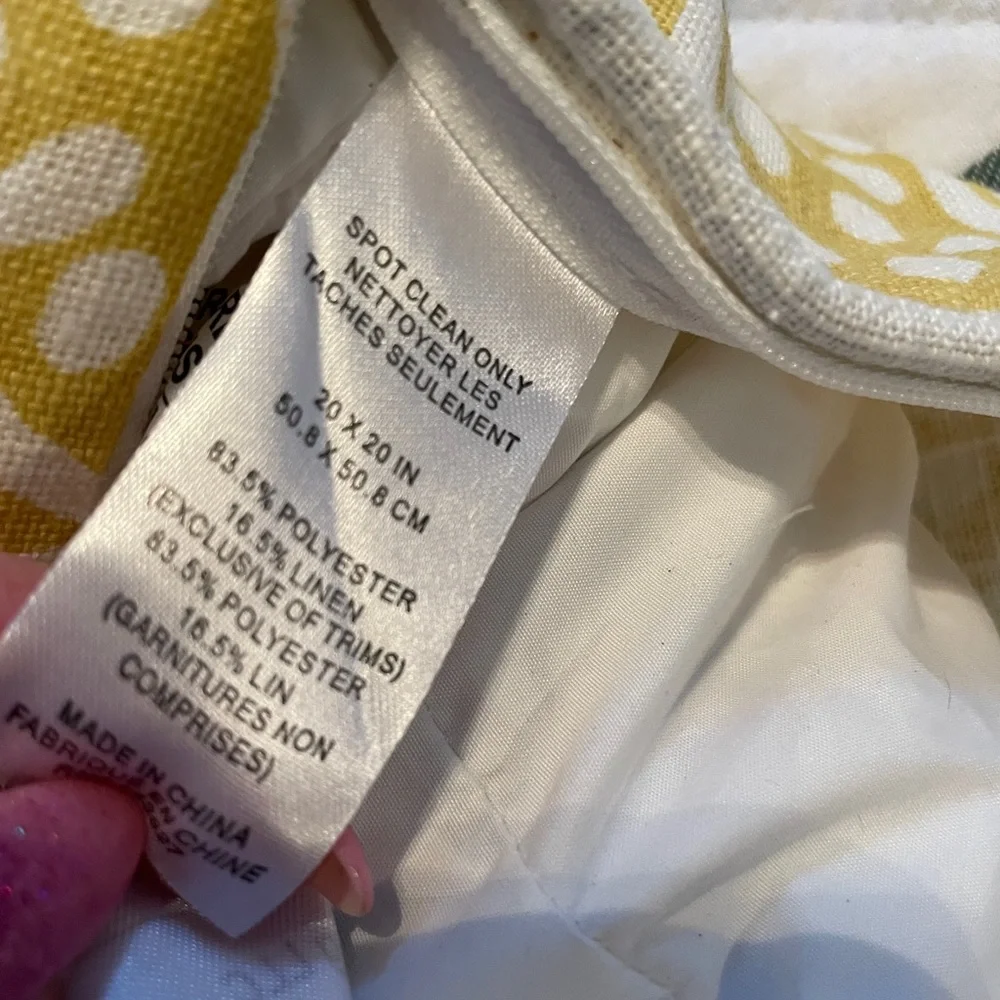 SPOT CLEAN ONLY
NETTOYER LES
TACHES SEULEMENT
20 X 20 IN
50.8 X 50.8 CM
83.5% POLYESTER
16.5% LINEN
(EXCLUSIVE OF TRIMS)
83.5% POLYESTER
16.5% LIN
(GARNITURES NON
COMPRISES)
MADE IN CHINA
FABRIQUÉ EN CHINE